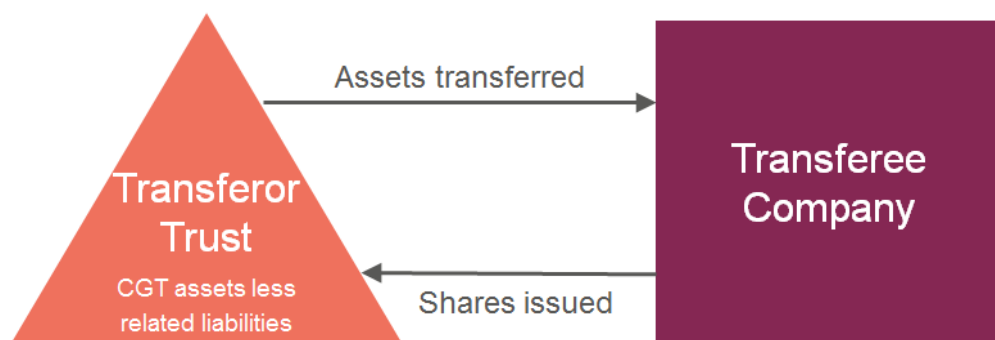 Assets transferred
Transferor
Trust
CGT assets less
related liabilities
Transferee
Company
Shares issued